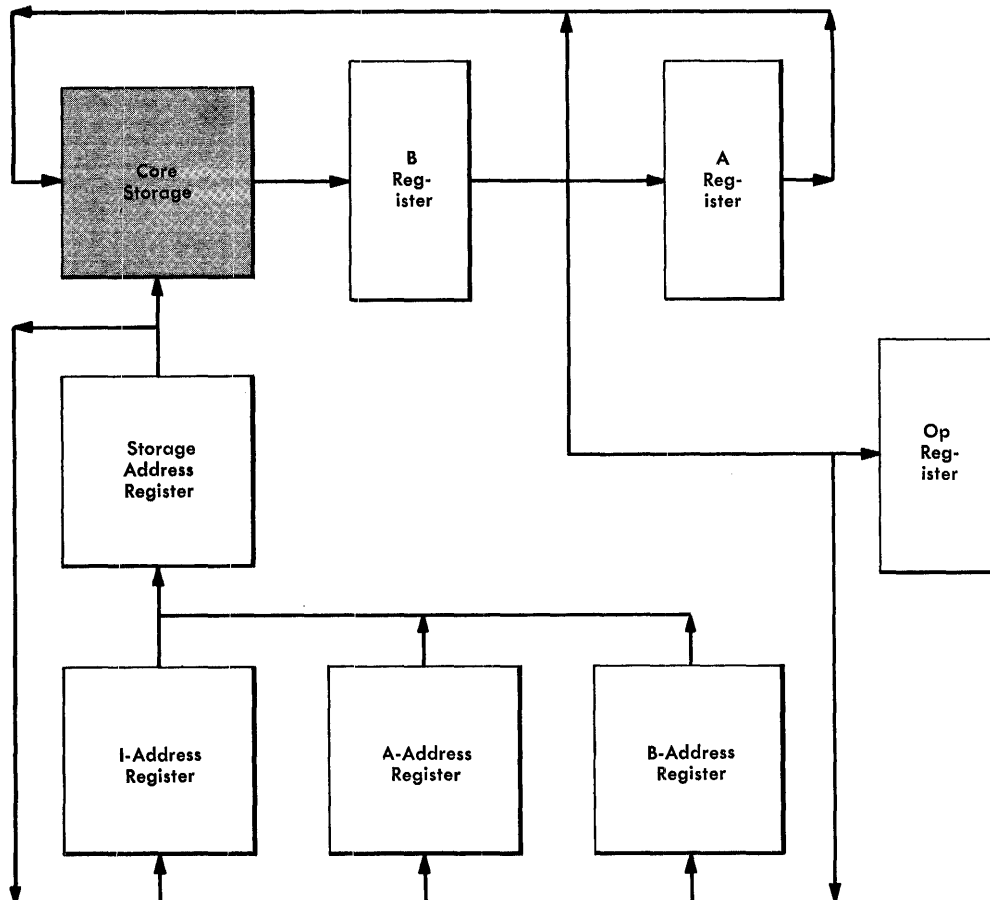 Core
Storage
B
Reg-
ister
A
Reg-
ister
Storage
Address
Register
Op
Reg-
ister
I-Address
Register
A-Address
Register
B-Address
Register